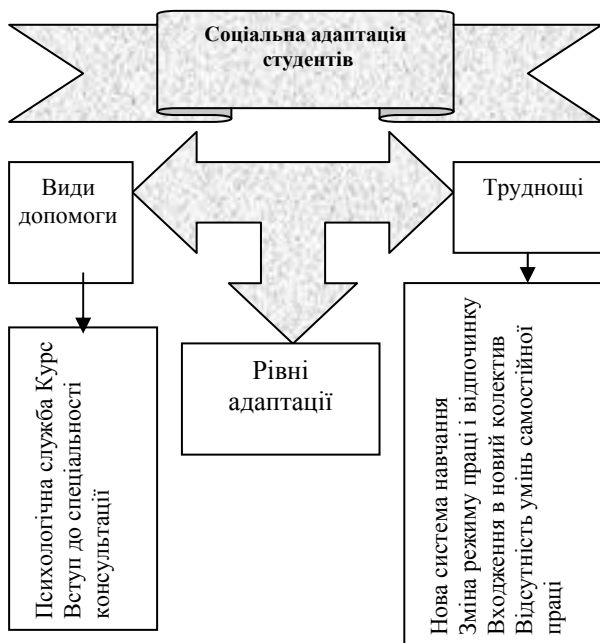 Соціальна адаптація
студентів
Види
допомоги
Труднощі
Рівні
адаптації
Психологічна служба Курс
Вступ до спеціальності
консультації
Нова система навчання
Зміна режиму праці і відпочинку
Входження в новий колектив
Відсутність умінь самостійної
праці